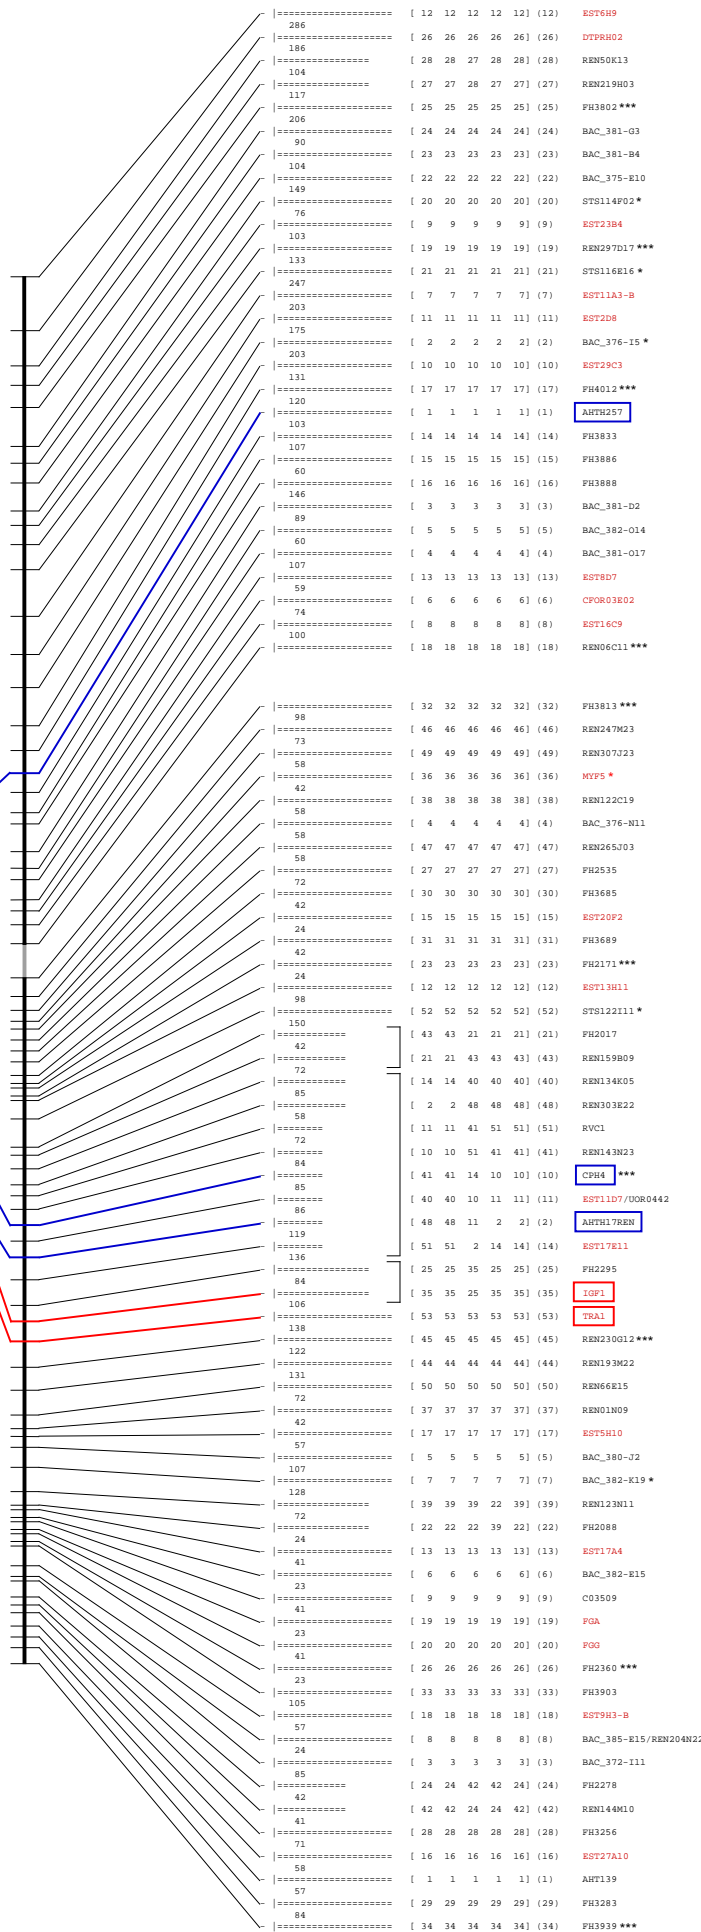 |==================== [ 12 12 12 12 12] (12) EST6H9
286
|==================== [ 26 26 26 26 26] (26) DTPRH02
186
|================ [ 28 28 27 28 28] (28) REN50K13
104
|================ [ 27 27 28 27 27] (27) REN219H03
117
|==================== [ 25 25 25 25 25] (25) FH3802 ***
206
|==================== [ 24 24 24 24 24] (24) BAC_381-G3
90
|==================== [ 23 23 23 23 23] (23) BAC_381-B4
104
|==================== [ 22 22 22 22 22] (22) BAC_375-E10
149
|==================== [ 20 20 20 20 20] (20) STS114F02 *
76
|==================== [ 9 9 9 9 9] (9) EST23B4
103
|==================== [ 19 19 19 19 19] (19) REN297D17 ***
133
|==================== [ 21 21 21 21 21] (21) STS116E16 *
247
|==================== [ 7 7 7 7 7] (7) EST11A3-B
203
|==================== [ 11 11 11 11 11] (11) EST2D8
175
|==================== [ 2 2 2 2 2] (2) BAC_376-I5 *
203
|==================== [ 10 10 10 10 10] (10) EST29C3
131
|==================== [ 17 17 17 17 17] (17) FH4012 ***
120
|==================== [ 1 1 1 1 1] (1) AHTH257
103
|==================== [ 14 14 14 14 14] (14) FH3833
107
|==================== [ 15 15 15 15 15] (15) FH3886
60
|==================== [ 16 16 16 16 16] (16) FH3888
146
|==================== [ 3 3 3 3 3] (3) BAC_381-D2
89
|==================== [ 5 5 5 5 5] (5) BAC_382-O14
60
|==================== [ 4 4 4 4 4] (4) BAC_381-O17
107
|==================== [ 13 13 13 13 13] (13) EST8D7
59
|==================== [ 6 6 6 6 6] (6) CFOR03E02
74
|==================== [ 8 8 8 8 8] (8) EST16C9
100
|==================== [ 18 18 18 18 18] (18) REN06C11 ***
|==================== [ 32 32 32 32 32] (32) FH3813 ***
98
|==================== [ 46 46 46 46 46] (46) REN247M23
73
|==================== [ 49 49 49 49 49] (49) REN307J23
58
|==================== [ 36 36 36 36 36] (36) MYF5 *
42
|==================== [ 38 38 38 38 38] (38) REN122C19
58
|==================== [ 4 4 4 4 4] (4) BAC_376-N11
58
|==================== [ 47 47 47 47 47] (47) REN265J03
58
|==================== [ 27 27 27 27 27] (27) FH2535
72
|==================== [ 30 30 30 30 30] (30) FH3685
42
|==================== [ 15 15 15 15 15] (15) EST20F2
24
|==================== [ 31 31 31 31 31] (31) FH3689
42
|==================== [ 23 23 23 23 23] (23) FH2171 ***
24
|==================== [ 12 12 12 12 12] (12) EST13H11
98
|==================== [ 52 52 52 52 52] (52) STS122I11 *
150
|============ [ 43 43 21 21 21] (21) FH2017
42
|============ [ 21 21 43 43 43] (43) REN159B09
72
|============ [ 14 14 40 40 40] (40) REN134K05
85
|============ [ 2 2 48 48 48] (48) REN303E22
58
|======== [ 11 11 41 51 51] (51) RVC1
72
|======== [ 10 10 51 41 41] (41) REN143N23
84
|======== [ 41 41 14 10 10] (10) CPH4 ***
85
|======== [ 40 40 10 11 11] (11) EST11D7/UOR0442
86
|======== [ 48 48 11 2 2] (2) AHTH17REN
119
|======== [ 51 51 2 14 14] (14) EST17E11
136
|================ [ 25 25 35 25 25] (25) FH2295
84
|================ [ 35 35 25 35 35] (35) IGF1
106
|==================== [ 53 53 53 53 53] (53) TRA1
138
|==================== [ 45 45 45 45 45] (45) REN230G12 ***
122
|==================== [ 44 44 44 44 44] (44) REN193M22
131
|==================== [ 50 50 50 50 50] (50) REN66E15
72
|==================== [ 37 37 37 37 37] (37) REN01N09
42
|==================== [ 17 17 17 17 17] (17) EST5H10
57
|==================== [ 5 5 5 5 5] (5) BAC_380-J2
107
|==================== [ 7 7 7 7 7] (7) BAC_382-K19 *
128
|================ [ 39 39 39 22 39] (39) REN123N11
72
|================ [ 22 22 22 39 22] (22) FH2088
24
|==================== [ 13 13 13 13 13] (13) EST17A4
41
|==================== [ 6 6 6 6 6] (6) BAC_382-E15
23
|==================== [ 9 9 9 9 9] (9) C03509
41
|==================== [ 19 19 19 19 19] (19) FGA
23
|==================== [ 20 20 20 20 20] (20) FGG
41
|==================== [ 26 26 26 26 26] (26) FH2360 ***
23
|==================== [ 33 33 33 33 33] (33) FH3903
105
|==================== [ 18 18 18 18 18] (18) EST9H3-B
57
|==================== [ 8 8 8 8 8] (8) BAC_385-E15/REN204N22
24
|==================== [ 3 3 3 3 3] (3) BAC_372-I11
85
|============ [ 24 24 42 42 24] (24) FH2278
42
|============ [ 42 42 24 24 42] (42) REN144M10
41
|==================== [ 28 28 28 28 28] (28) FH3256
71
|==================== [ 16 16 16 16 16] (16) EST27A10
58
|==================== [ 1 1 1 1 1] (1) AHT139
57
|==================== [ 29 29 29 29 29] (29) FH3283
84
|==================== [ 34 34 34 34 34] (34) FH3939 ***